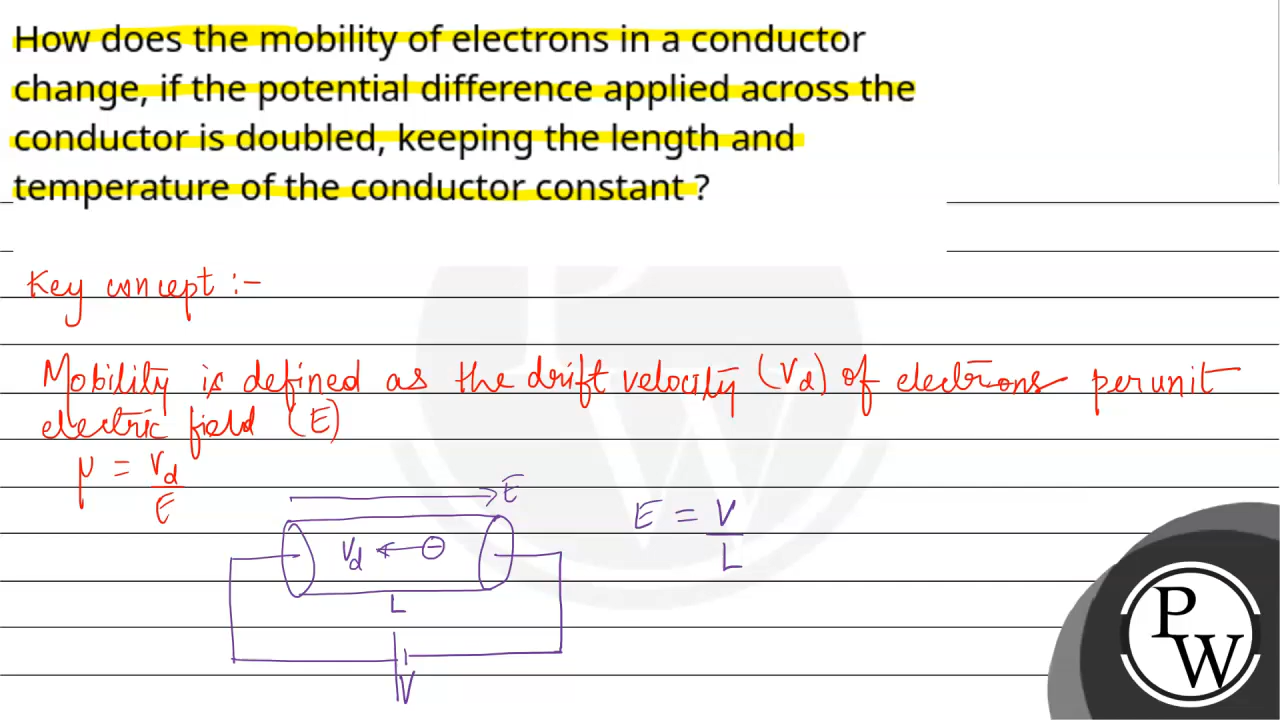 How does the mobility of electrons in a conductor
change, if the potential difference applied across the
conductor is doubled, keeping the length and
temperature of the conductor constant ?
Key concept :-
Mobility is defined as the drift velocity (Vd) of electrons per unit
electric field (E)
μ = Vd / E
E
E = V / L
Vd ← ⊖
L
V
P
W